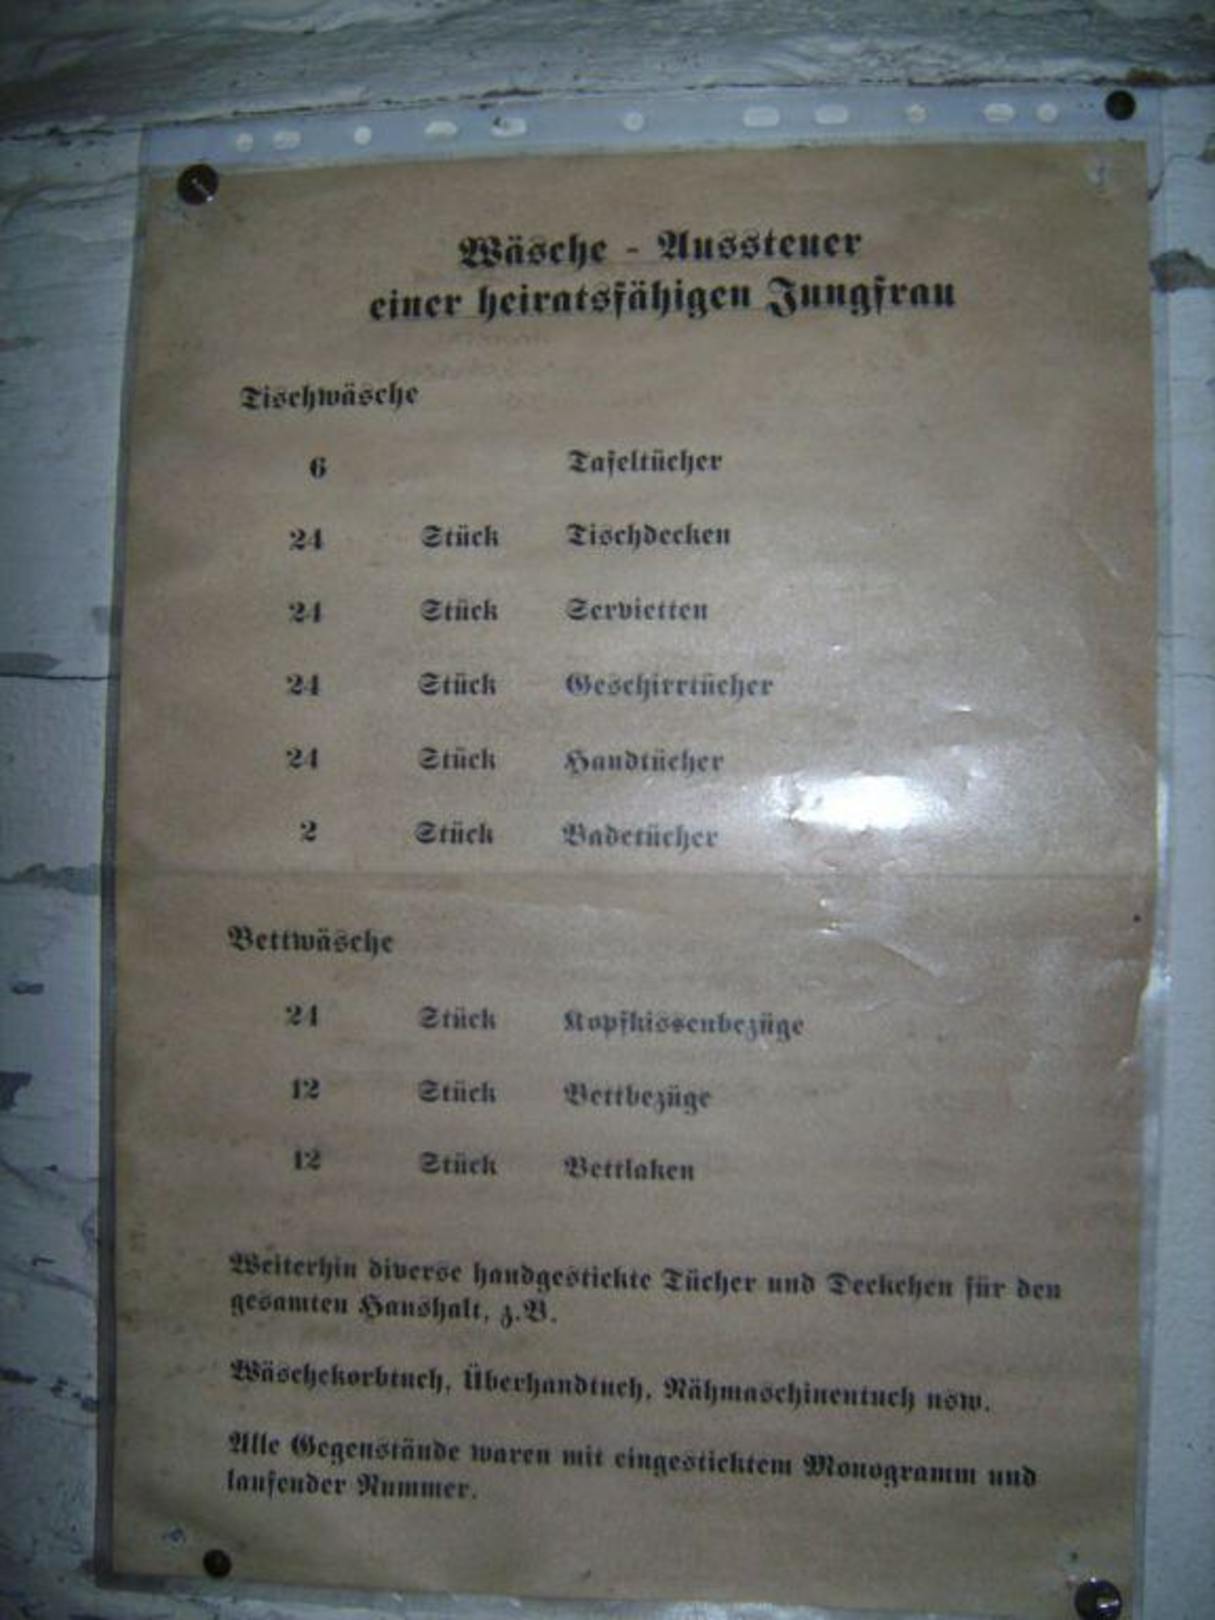 Wäsche - Aussteuer
einer heiratsfähigen Jungfrau
Tischwäsche
6 Tafeltücher
24 Stück Tischdecken
24 Stück Servietten
24 Stück Geschirrtücher
24 Stück Handtücher
2 Stück Badetücher
Bettwäsche
24 Stück Kopfkissenbezüge
12 Stück Bettbezüge
12 Stück Bettlaken
Weiterhin diverse handgestickte Tücher und Deckchen für den
gesamten Haushalt, z.B.
Wäschekorbtuch, Überhandtuch, Nähmaschinentuch usw.
Alle Gegenstände waren mit eingesticktem Monogramm und
laufender Nummer.